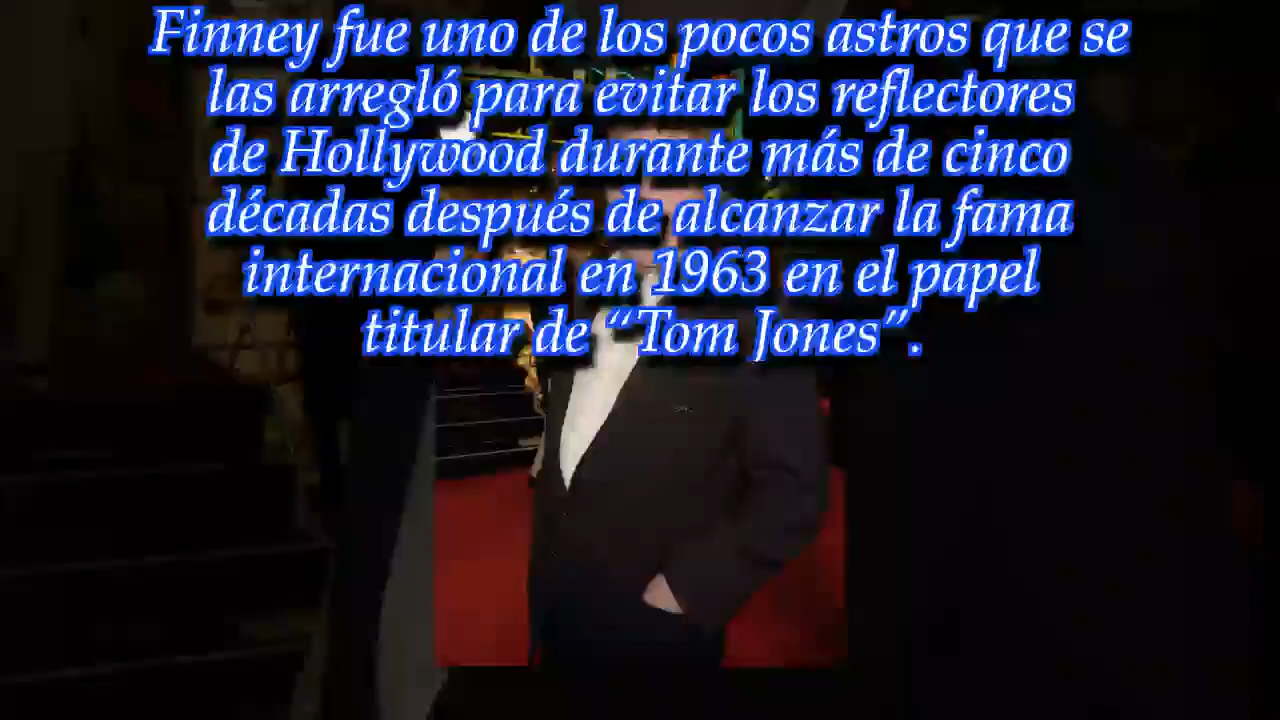 Finney fue uno de los pocos astros que se
las arregló para evitar los reflectores
de Hollywood durante más de cinco
décadas después de alcanzar la fama
internacional en 1963 en el papel
titular de “Tom Jones”.